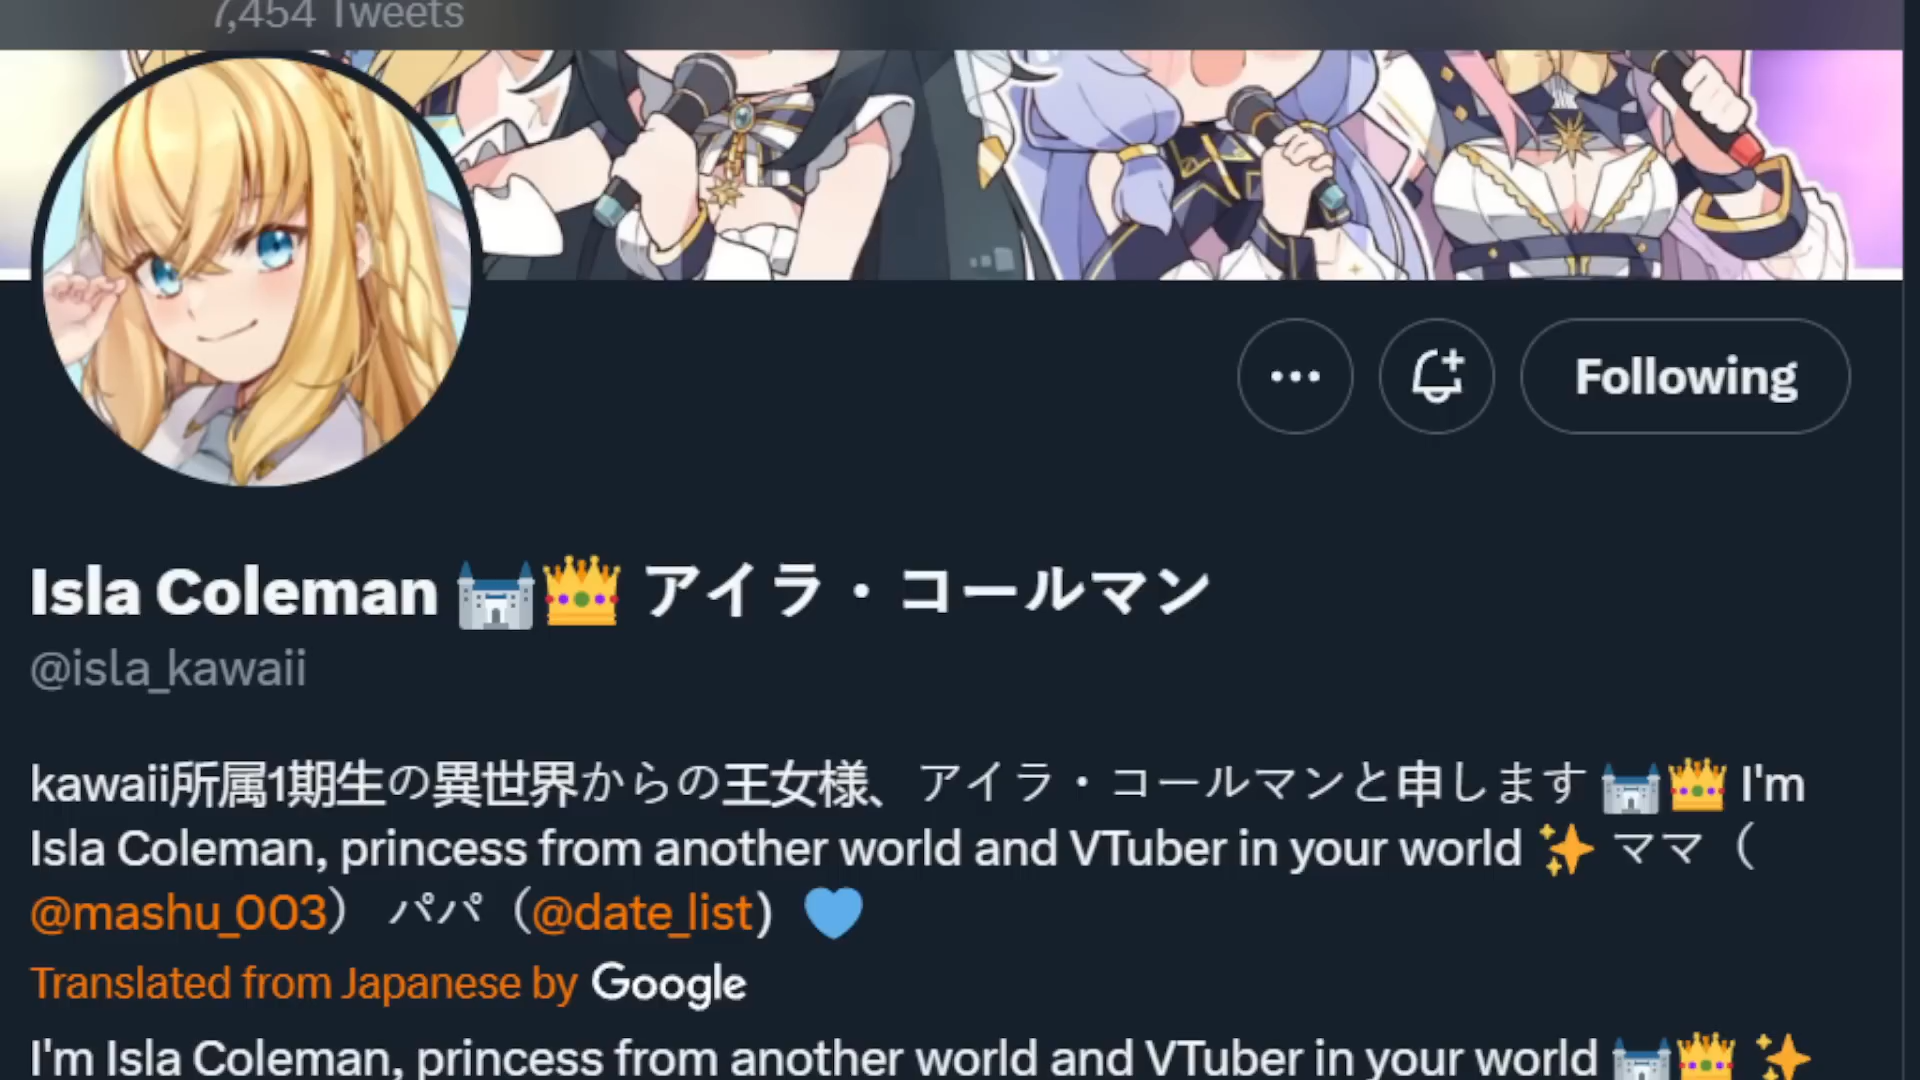 7,454 Tweets
Following
Isla Coleman 🏰👑 アイラ・コールマン
@isla_kawaii
kawaii所属1期生の異世界からの王女様、アイラ・コールマンと申します 🏰👑 I'm
Isla Coleman, princess from another world and VTuber in your world ✨ ママ（
@mashu_003） パパ（@date_list) 💙
Translated from Japanese by Google
I'm Isla Coleman, princess from another world and VTuber in your world 🏰👑 ✨